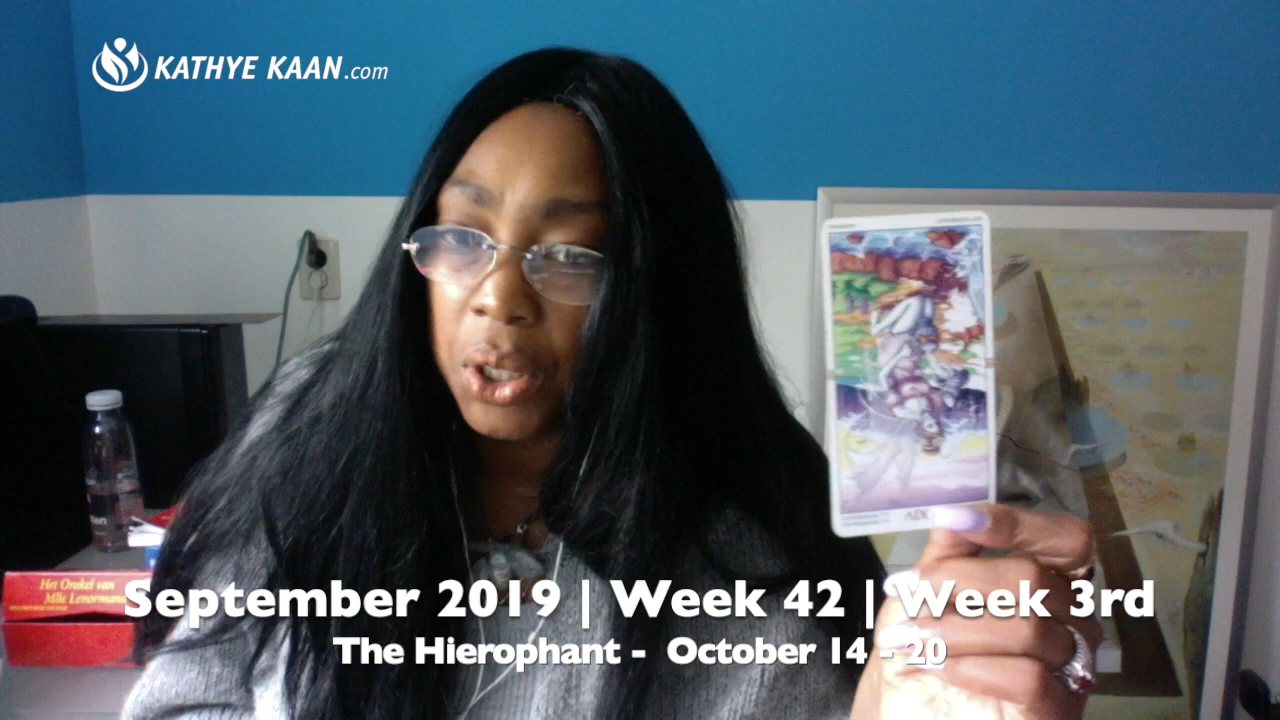 KATHYE KAAN.com
Het Orakel van
Mlle Lenormand
September 2019 | Week 42 | Week 3rd
The Hierophant - October 14 - 20